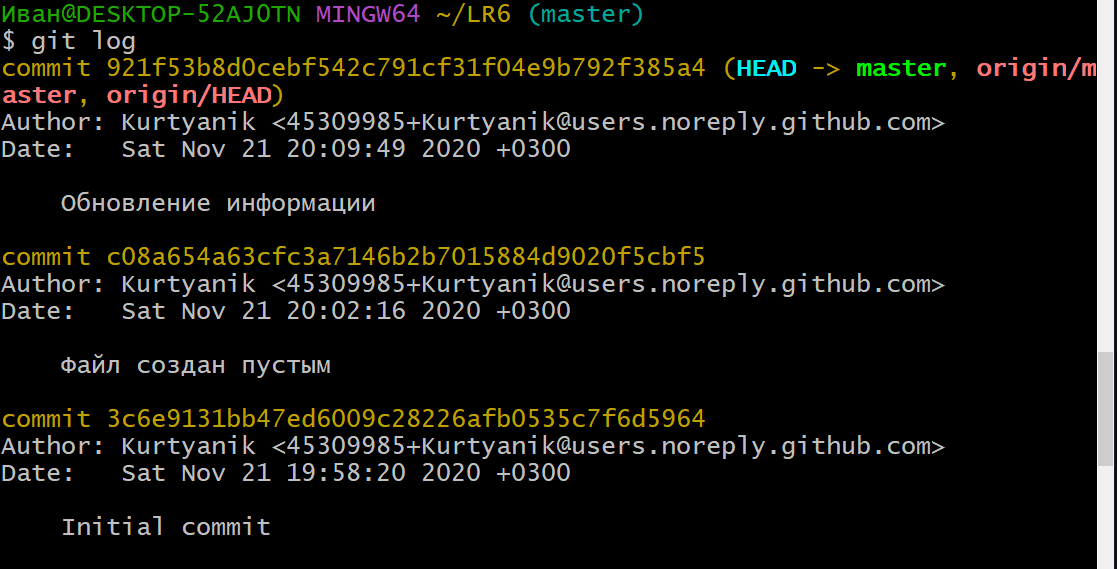 Иван@DESKTOP-52AJ0TN MINGW64 ~/LR6 (master)
$ git log
commit 921f53b8d0cebf542c791cf31f04e9b792f385a4 (HEAD -> master, origin/m
aster, origin/HEAD)
Author: Kurtyanik <45309985+Kurtyanik@users.noreply.github.com>
Date:   Sat Nov 21 20:09:49 2020 +0300
Обновление информации
commit c08a654a63cfc3a7146b2b7015884d9020f5cbf5
Author: Kurtyanik <45309985+Kurtyanik@users.noreply.github.com>
Date:   Sat Nov 21 20:02:16 2020 +0300
Файл создан пустым
commit 3c6e9131bb47ed6009c28226afb0535c7f6d5964
Author: Kurtyanik <45309985+Kurtyanik@users.noreply.github.com>
Date:   Sat Nov 21 19:58:20 2020 +0300
Initial commit